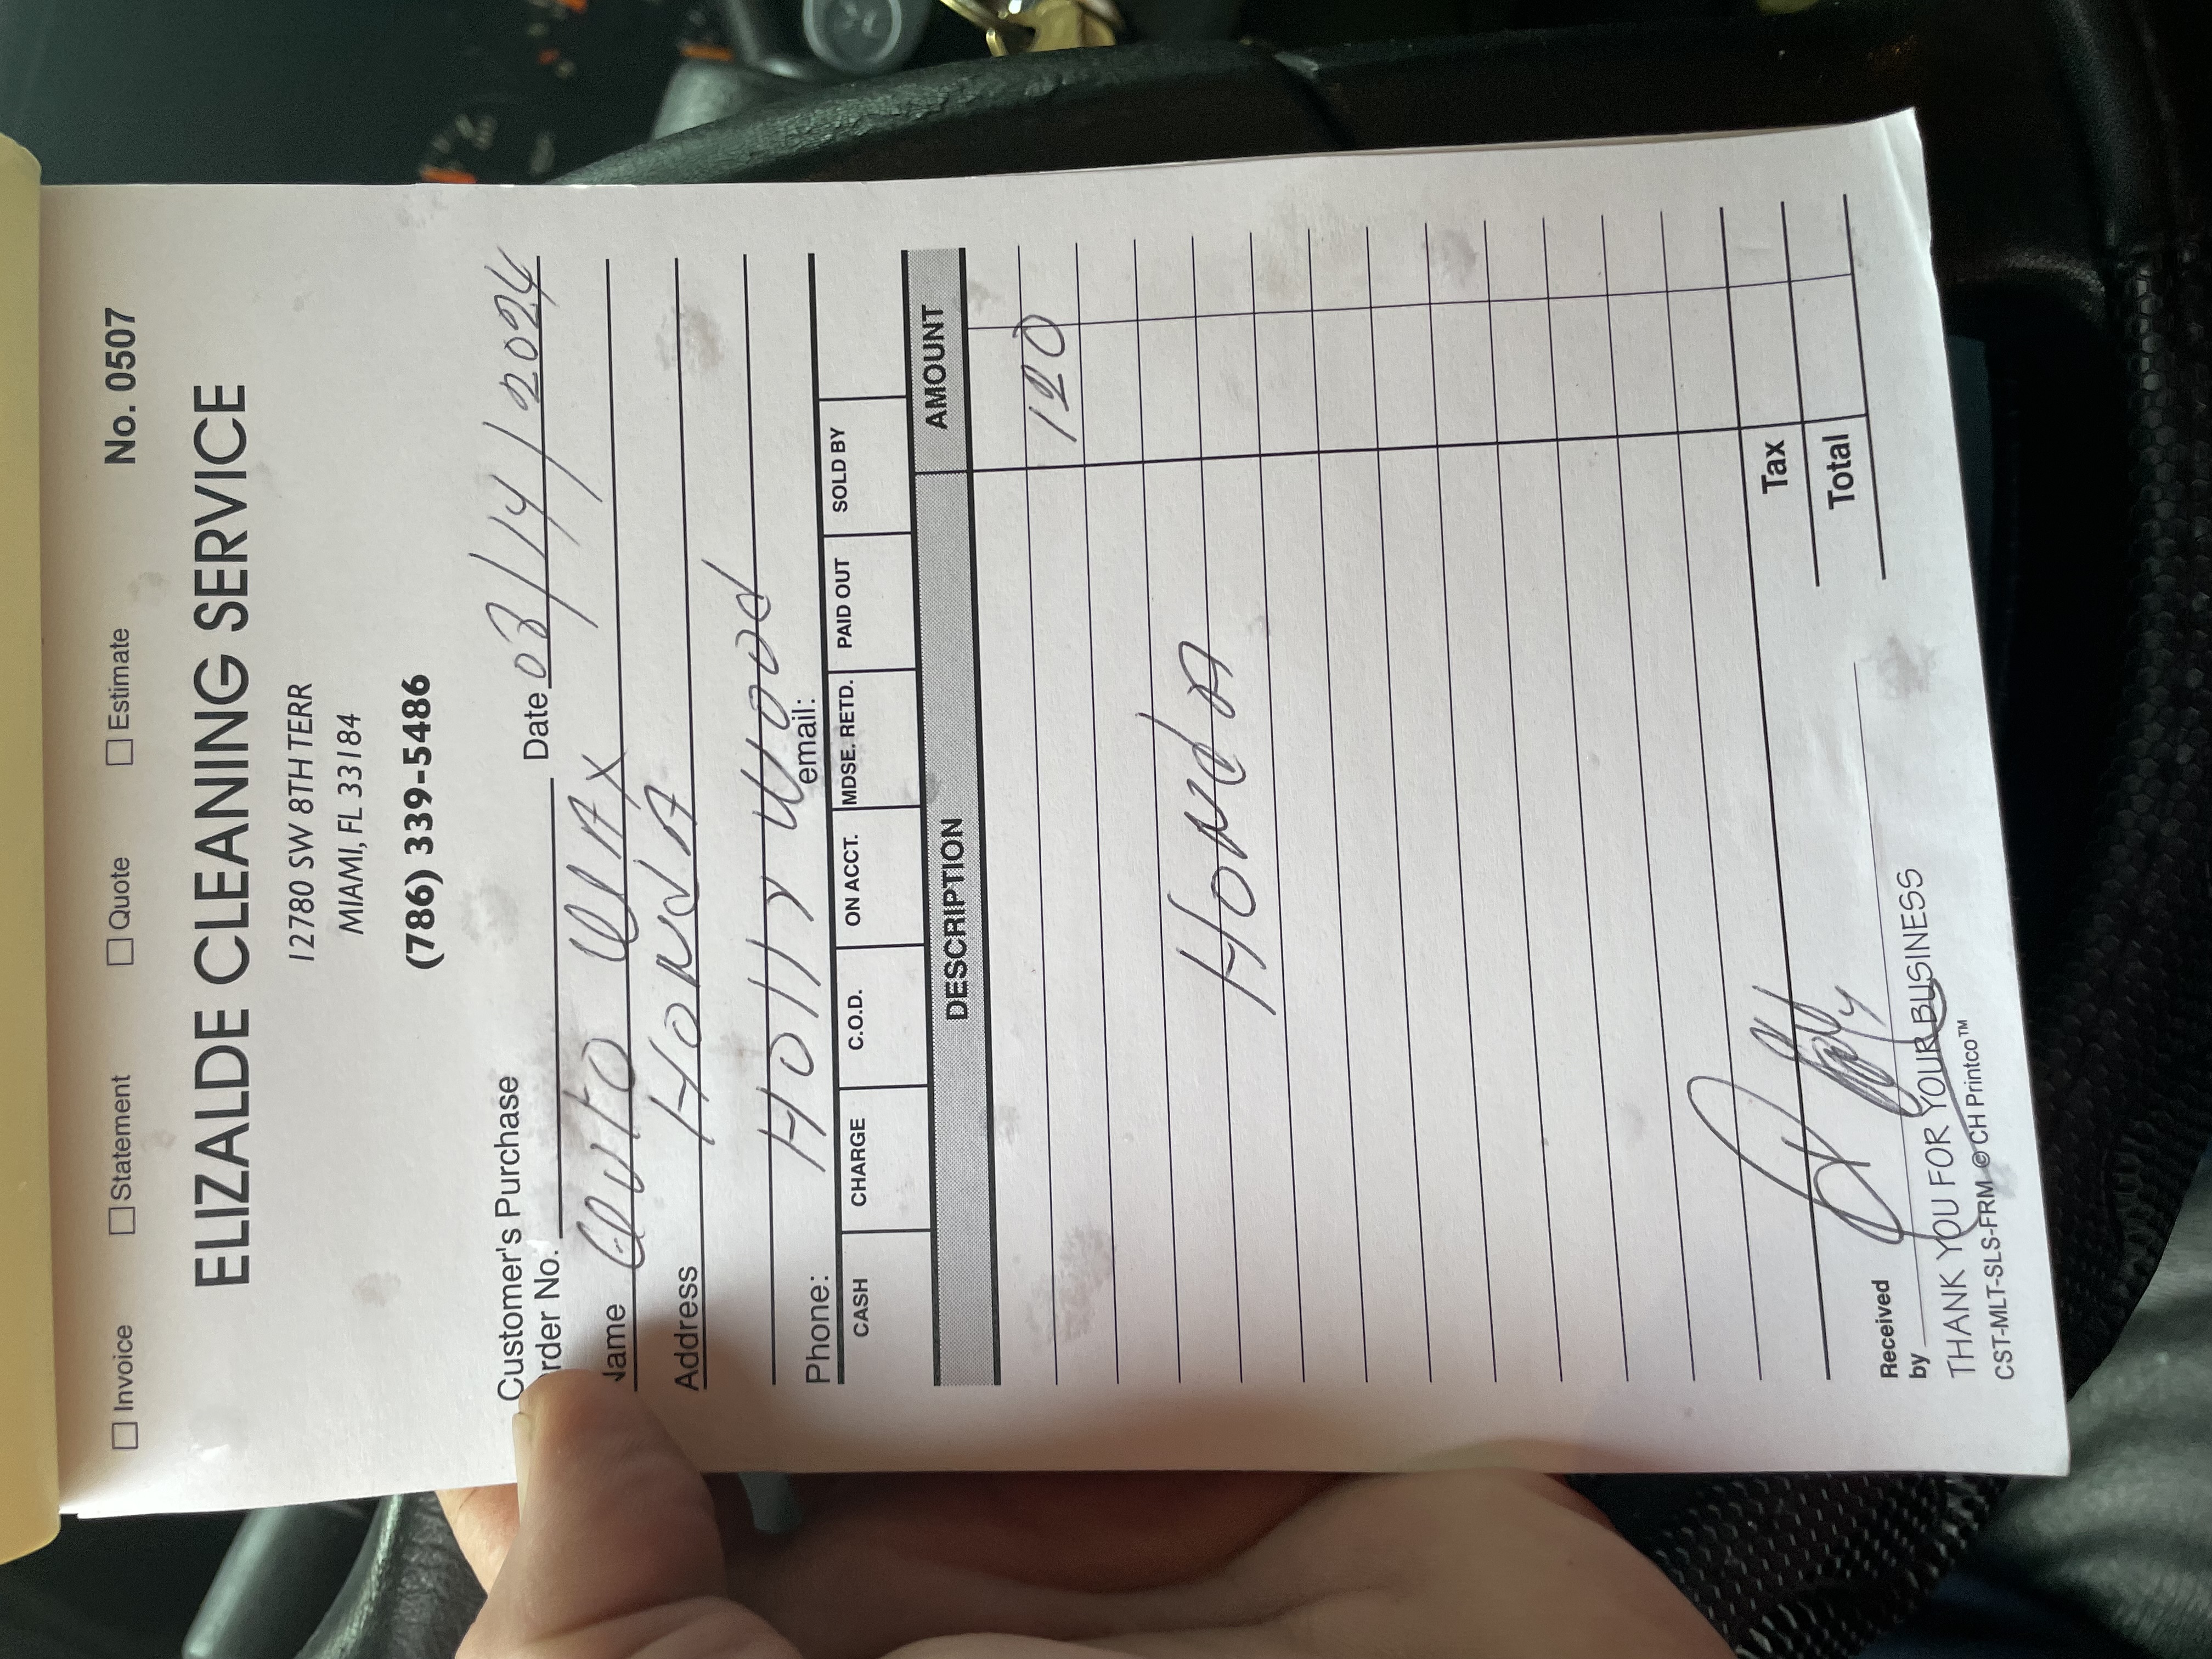 ☐ Invoice ☐ Statement ☐ Quote ☐ Estimate No. 0507
ELIZALDE CLEANING SERVICE
12780 SW 8TH TERR
MIAMI, FL 33184
(786) 339-5486
Customer's Purchase
rder No. Date 03/14/2024
Name Auto WAx
Address HondA
Hollywood
Phone: email:
CASH CHARGE C.O.D. ON ACCT. MDSE. RETD. PAID OUT SOLD BY
DESCRIPTION AMOUNT
120
HondA
Tax
Total
Received
by
THANK YOU FOR YOUR BUSINESS
CST-MLT-SLS-FRM © CH Printco™